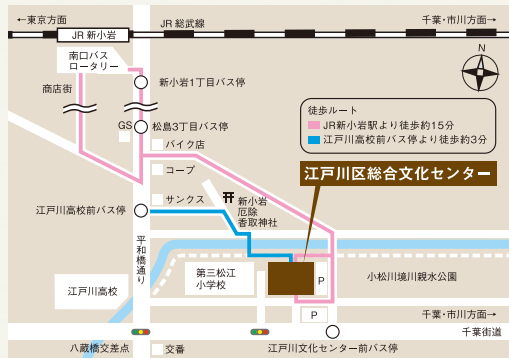 ←東京方面
JR 総武線
千葉・市川方面→
JR 新小岩
南口バス
ロータリー
商店街
新小岩1丁目バス停
N
GS
松島3丁目バス停
バイク店
コープ
サンクス
徒歩ルート
JR新小岩駅より徒歩約15分
江戸川高校前バス停より徒歩約3分
江戸川区総合文化センター
江戸川高校前バス停
新小岩
厄除
香取神社
平和橋通り
第三松江
小学校
P
小松川境川親水公園
江戸川高校
P
千葉・市川方面→
千葉街道
八蔵橋交差点
交番
江戸川文化センター前バス停